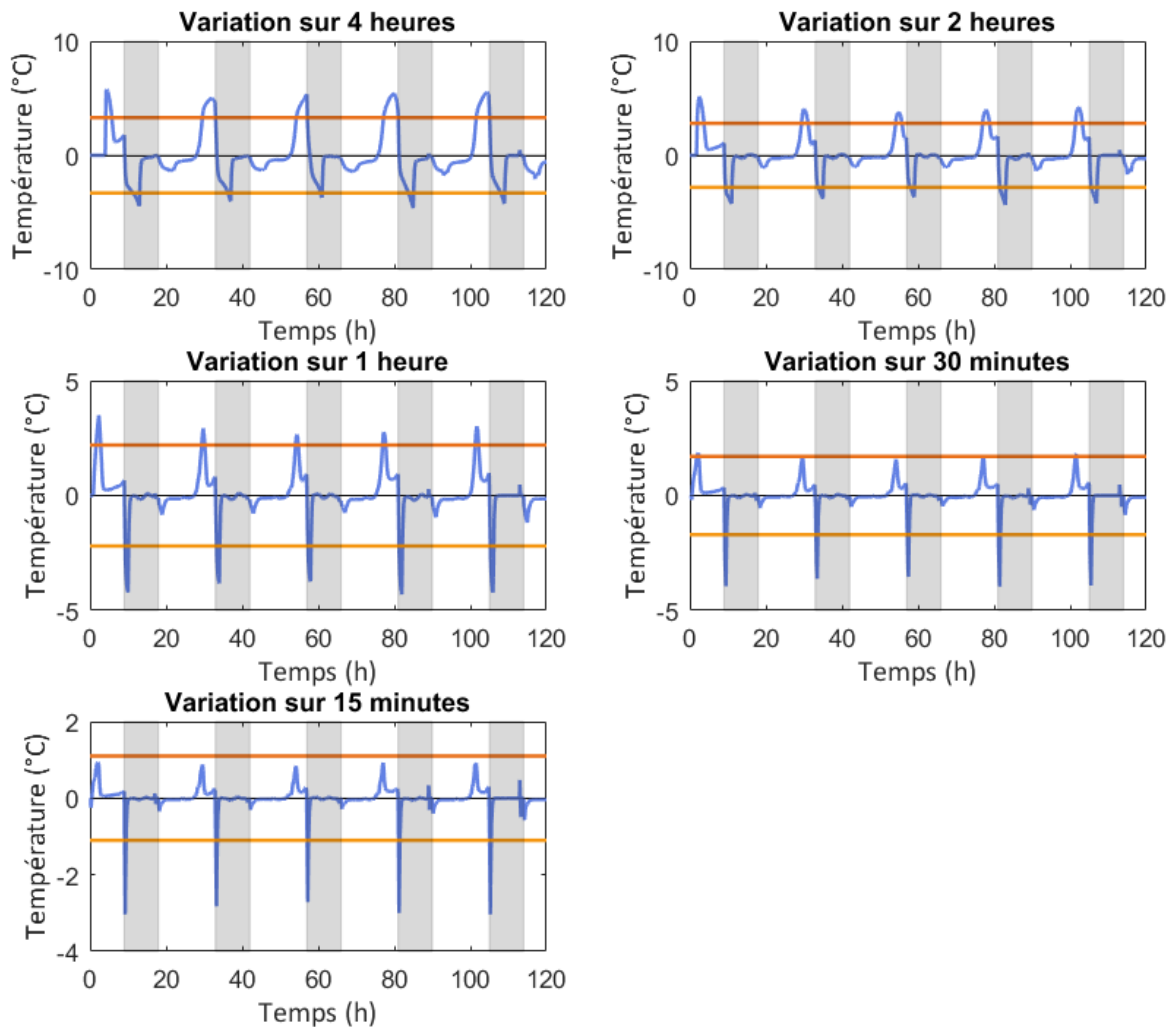 Variation sur 4 heures
Température (°C)
10
0
-10
0 20 40 60 80 100 120
Temps (h)
Variation sur 2 heures
Température (°C)
10
0
-10
0 20 40 60 80 100 120
Temps (h)
Variation sur 1 heure
Température (°C)
5
0
-5
0 20 40 60 80 100 120
Temps (h)
Variation sur 30 minutes
Température (°C)
5
0
-5
0 20 40 60 80 100 120
Temps (h)
Variation sur 15 minutes
Température (°C)
2
0
-2
-4
0 20 40 60 80 100 120
Temps (h)